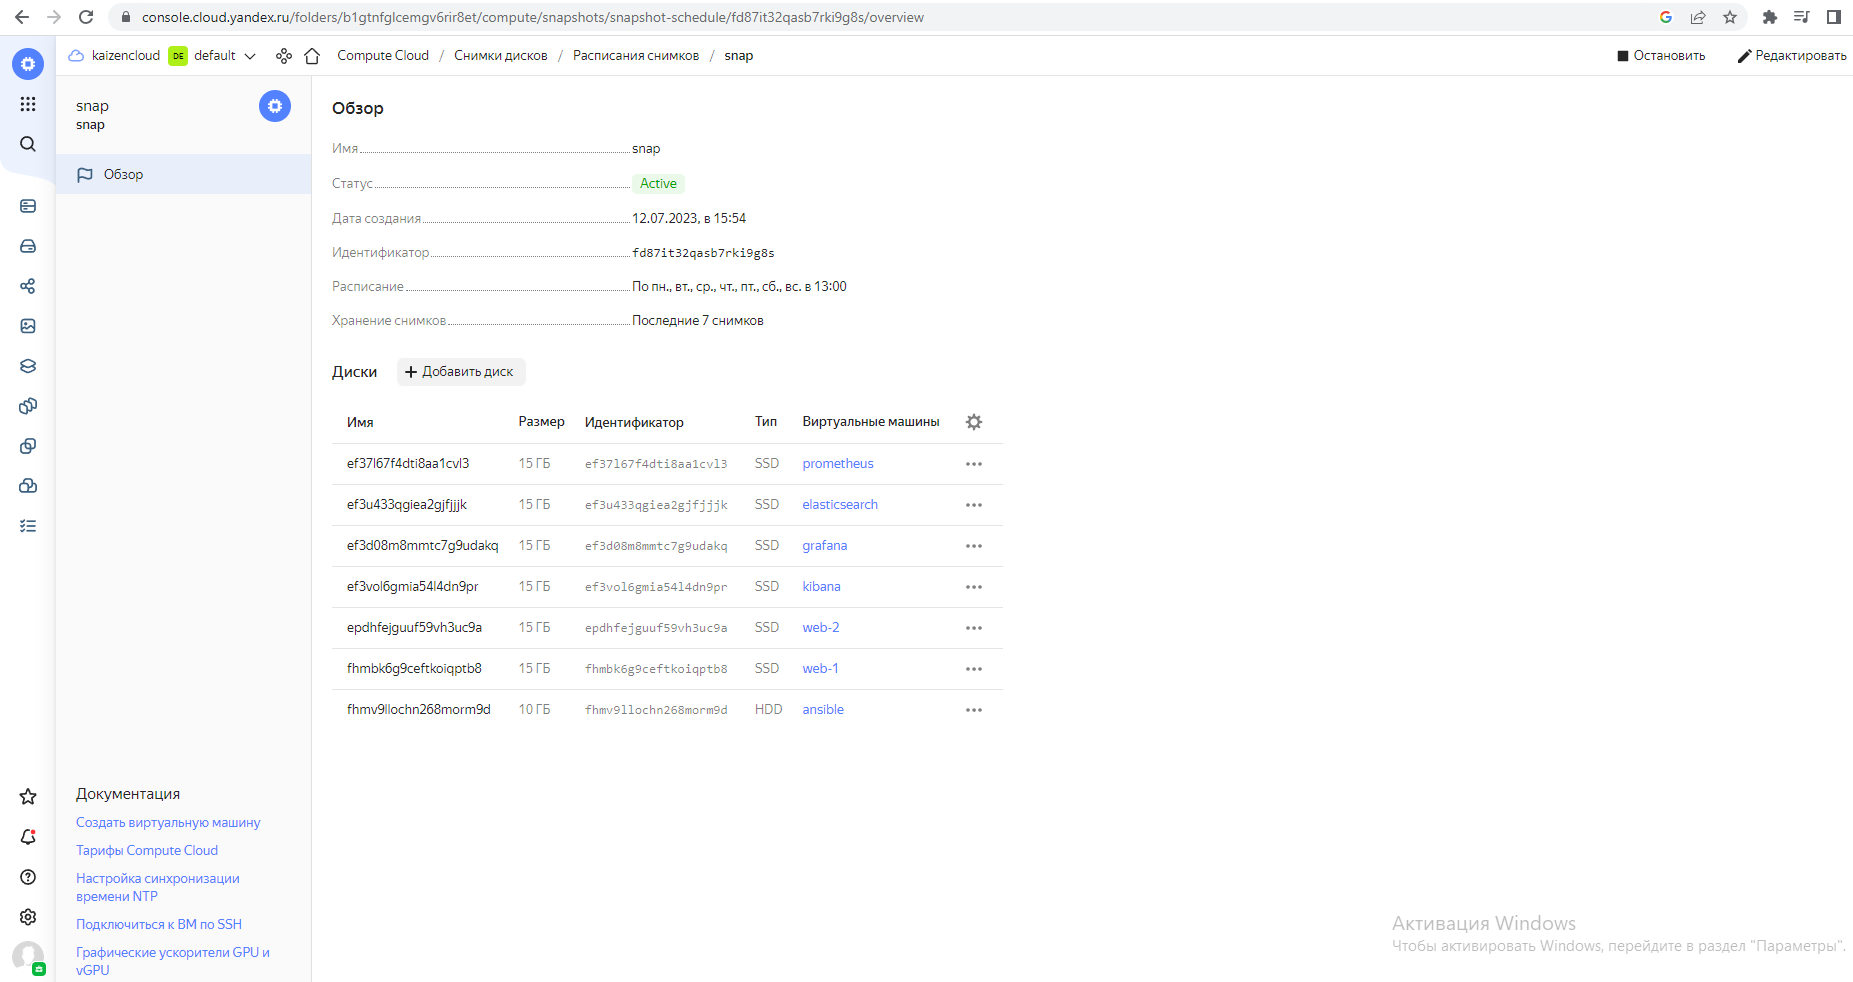 console.cloud.yandex.ru/folders/b1gtnfglcemgv6rir8et/compute/snapshots/snapshot-schedule/fd87it32qasb7rki9g8s/overview
kaizencloud DE default Compute Cloud / Снимки дисков / Расписания снимков / snap Остановить Редактировать
snap
snap
Обзор
Обзор
Имя snap
Статус Active
Дата создания 12.07.2023, в 15:54
Идентификатор fd87it32qasb7rki9g8s
Расписание По пн., вт., ср., чт., пт., сб., вс. в 13:00
Хранение снимков Последние 7 снимков
Диски + Добавить диск
Имя Размер Идентификатор Тип Виртуальные машины
ef37l67f4dti8aa1cvl3 15 ГБ ef37l67f4dti8aa1cvl3 SSD prometheus
ef3u433qgiea2gjfjjjk 15 ГБ ef3u433qgiea2gjfjjjk SSD elasticsearch
ef3d08m8mmtc7g9udakq 15 ГБ ef3d08m8mmtc7g9udakq SSD grafana
ef3vol6gmia54l4dn9pr 15 ГБ ef3vol6gmia54l4dn9pr SSD kibana
epdhfejguuf59vh3uc9a 15 ГБ epdhfejguuf59vh3uc9a SSD web-2
fhmbk6g9ceftkoiqptb8 15 ГБ fhmbk6g9ceftkoiqptb8 SSD web-1
fhmv9llochn268morm9d 10 ГБ fhmv9llochn268morm9d HDD ansible
Документация
Создать виртуальную машину
Тарифы Compute Cloud
Настройка синхронизации
времени NTP
Подключиться к ВМ по SSH
Графические ускорители GPU и
vGPU
Активация Windows
Чтобы активировать Windows, перейдите в раздел "Параметры".